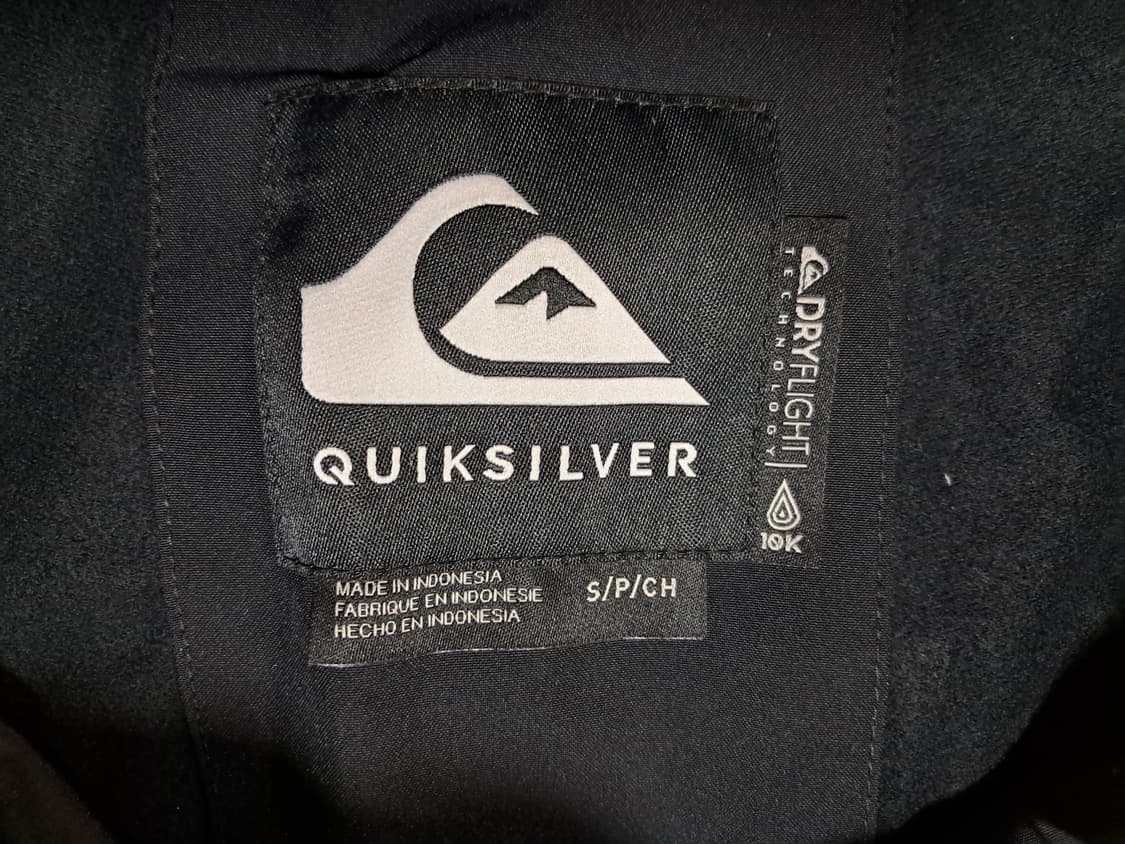 QUIKSILVER
MADE IN INDONESIA
FABRIQUE EN INDONESIE
HECHO EN INDONESIA
S/P/CH
DRYFLIGHT
TECHNOLOGY
10K